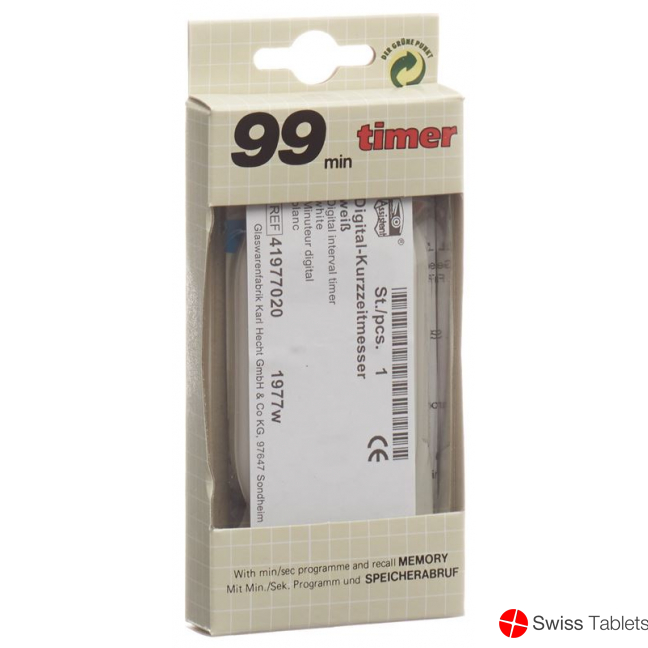 DER GRÜNE PUNKT
99 min timer
Assistent ®
Digital-Kurzzeitmesser
weiß
Digital interval timer
white
Minuteur digital
blanc
St./pcs. 1
REF 41977020 1977w
Glaswarenfabrik Karl Hecht GmbH & Co KG, 97647 Sondheim
CE
With min/sec programme and recall MEMORY
Mit Min./Sek. Programm und SPEICHERABRUF
Swiss Tablets